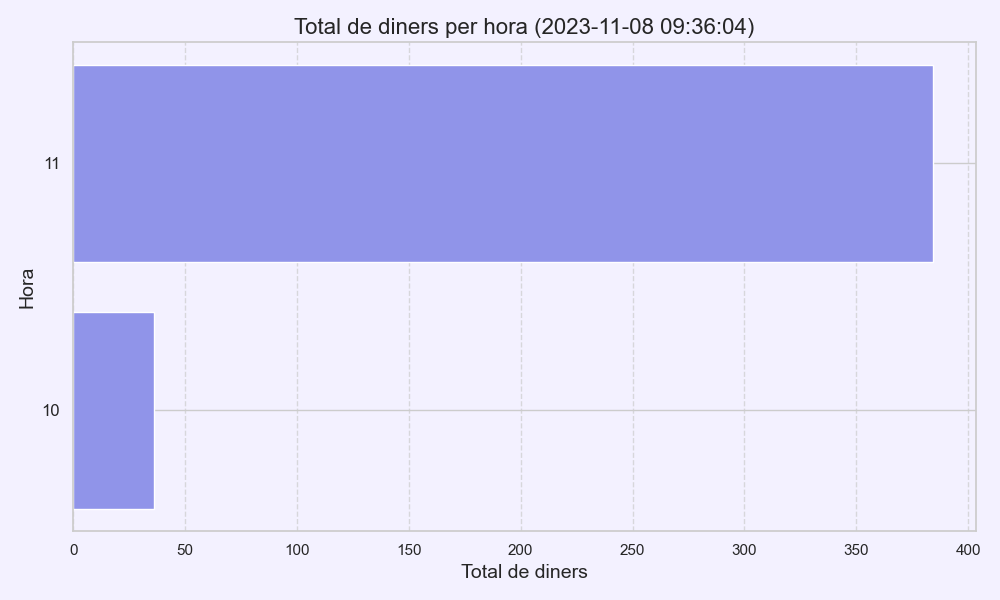 Total de diners per hora (2023-11-08 09:36:04)
11
Hora
10
0 50 100 150 200 250 300 350 400
Total de diners